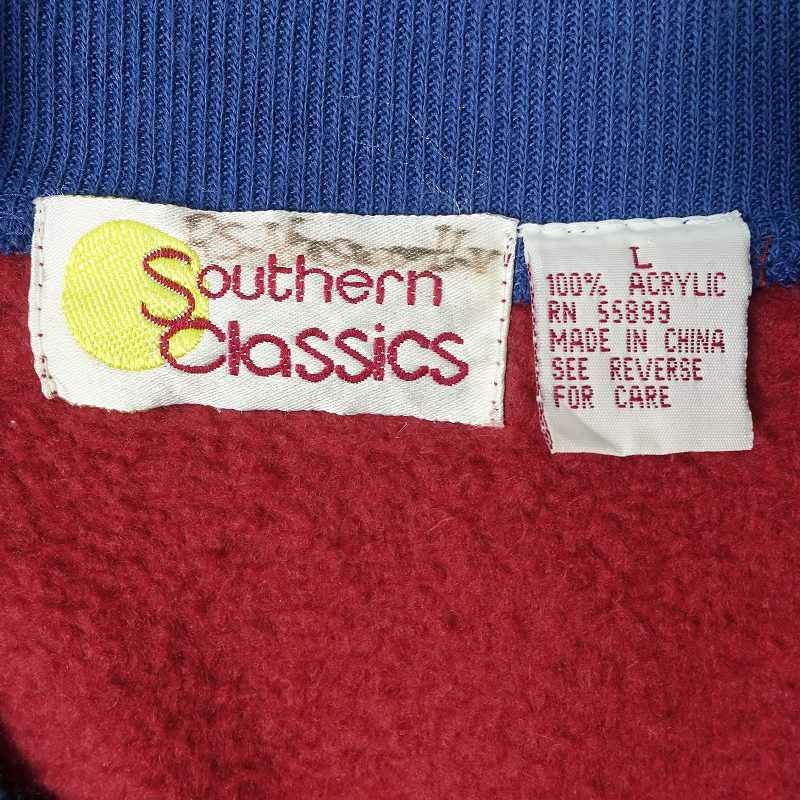 Southern
Classics
L
100% ACRYLIC
RN 55899
MADE IN CHINA
SEE REVERSE
FOR CARE